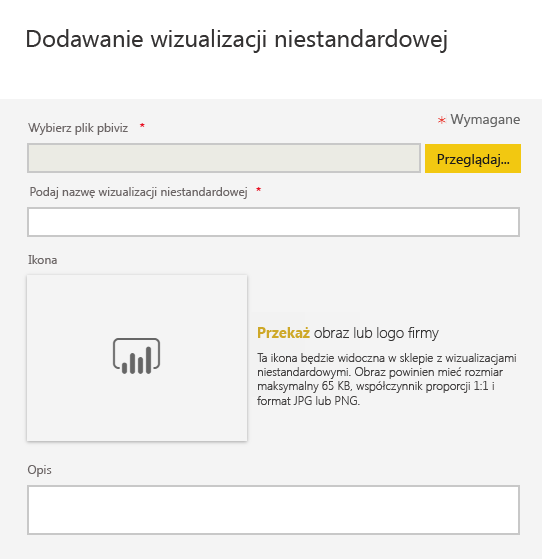 Dodawanie wizualizacji niestandardowej
* Wymagane
Wybierz plik pbiviz *
Przeglądaj...
Podaj nazwę wizualizacji niestandardowej *
Ikona
Przekaż obraz lub logo firmy
Ta ikona będzie widoczna w sklepie z wizualizacjami
niestandardowymi. Obraz powinien mieć rozmiar
maksymalny 65 KB, współczynnik proporcji 1:1 i
format JPG lub PNG.
Opis